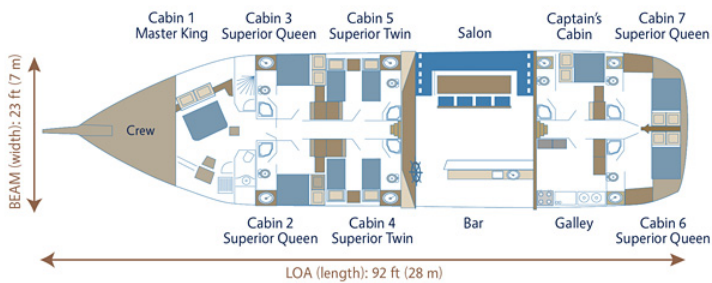 Cabin 1
Master King
Cabin 3
Superior Queen
Cabin 5
Superior Twin
Salon
Captain's
Cabin
Cabin 7
Superior Queen
BEAM (width): 23 ft (7 m)
Crew
Cabin 2
Superior Queen
Cabin 4
Superior Twin
Bar
Galley
Cabin 6
Superior Queen
LOA (length): 92 ft (28 m)